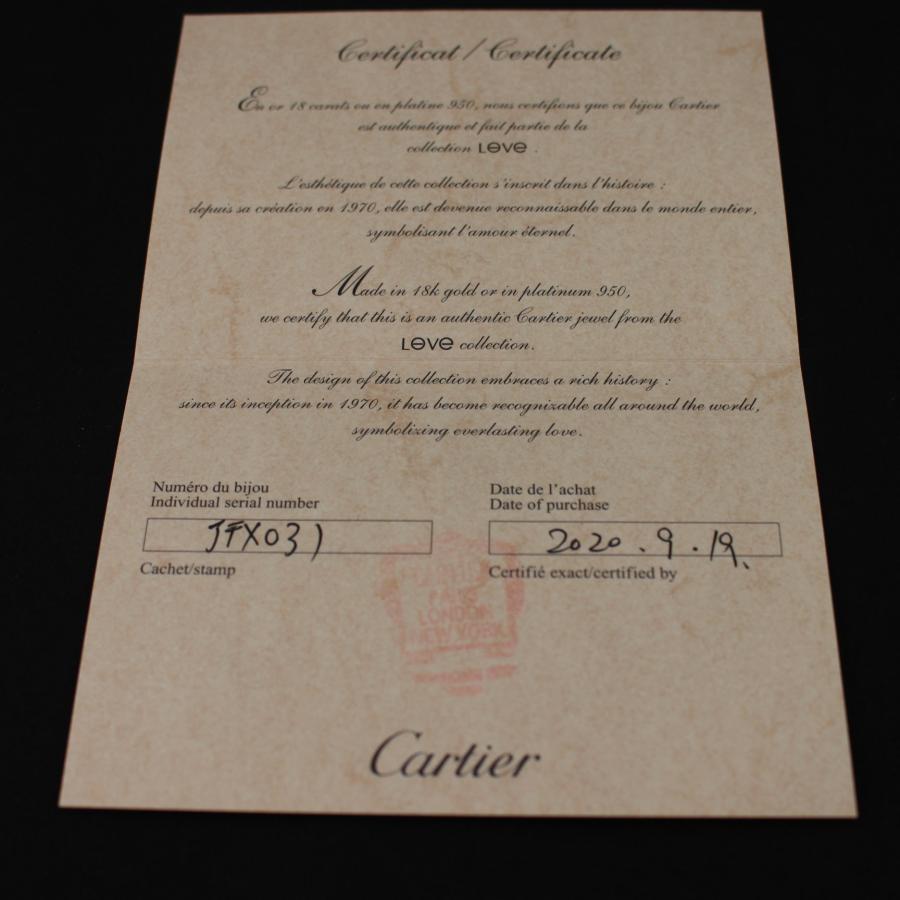 Certificat / Certificate
En or 18 carats ou en platine 950, nous certifions que ce bijou Cartier
est authentique et fait partie de la
collection LOVE .
L'esthétique de cette collection s'inscrit dans l'histoire :
depuis sa création en 1970, elle est devenue reconnaissable dans le monde entier,
symbolisant l'amour éternel.
Made in 18k gold or in platinum 950,
we certify that this is an authentic Cartier jewel from the
LOVE collection.
The design of this collection embraces a rich history :
since its inception in 1970, it has become recognizable all around the world,
symbolizing everlasting love.
Numéro du bijou
Individual serial number
JFX031
Date de l'achat
Date of purchase
2020.9.19.
Cachet/stamp
Certifié exact/certified by
PARIS
LONDON
NEW YORK
Cartier